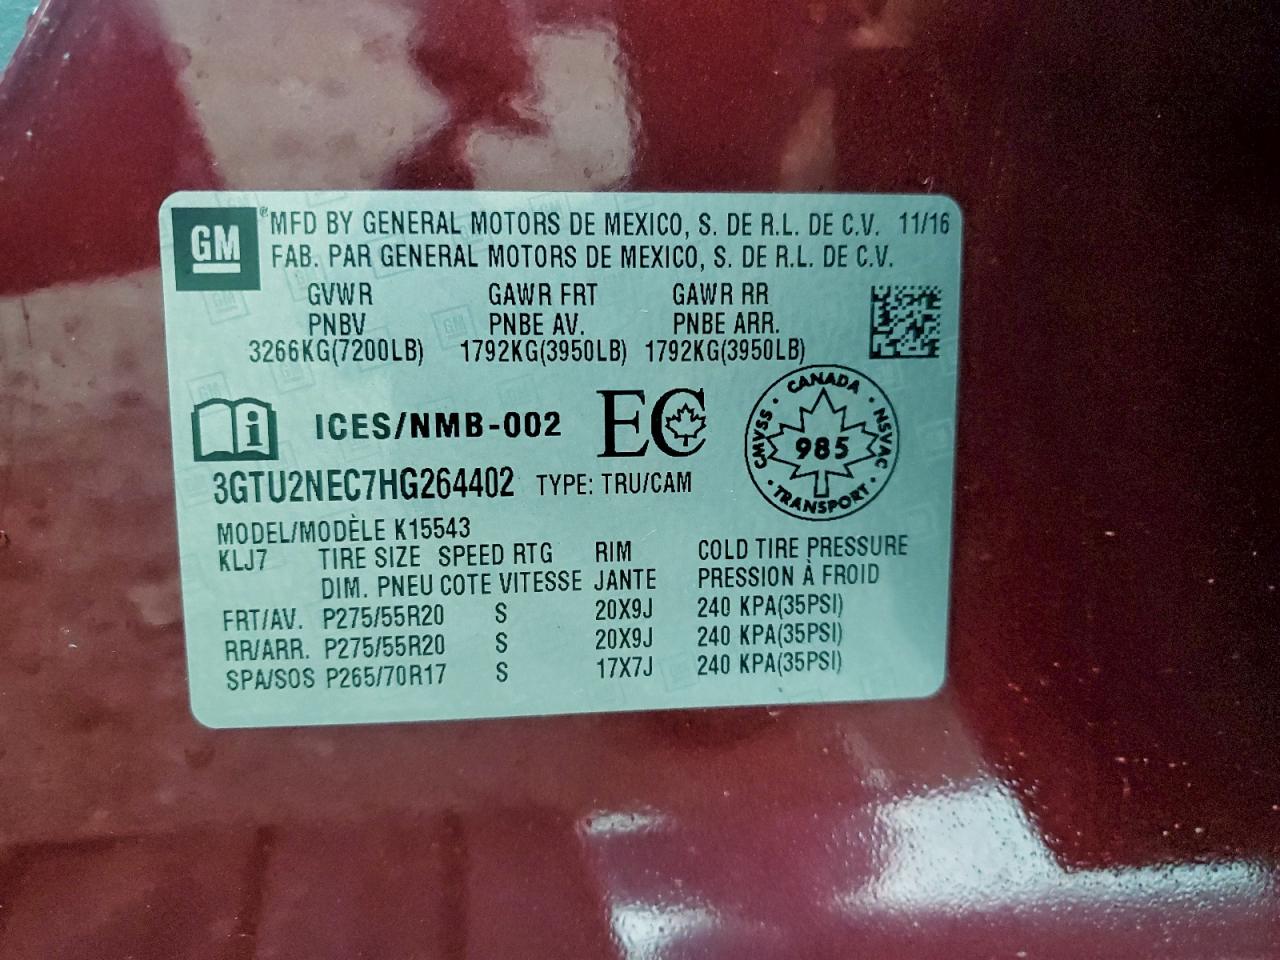 GM ® MFD BY GENERAL MOTORS DE MEXICO, S. DE R.L. DE C.V. 11/16
FAB. PAR GENERAL MOTORS DE MEXICO, S. DE R.L. DE C.V.
GVWR GAWR FRT GAWR RR
PNBV PNBE AV. PNBE ARR.
3266KG(7200LB) 1792KG(3950LB) 1792KG(3950LB)
i ICES/NMB-002 EC
CANADA
CMVSS · 985 · NSVAC
TRANSPORT
3GTU2NEC7HG264402 TYPE: TRU/CAM
MODEL/MODÈLE K15543
KLJ7 TIRE SIZE SPEED RTG RIM COLD TIRE PRESSURE
DIM. PNEU COTE VITESSE JANTE PRESSION À FROID
FRT/AV. P275/55R20 S 20X9J 240 KPA(35PSI)
RR/ARR. P275/55R20 S 20X9J 240 KPA(35PSI)
SPA/SOS P265/70R17 S 17X7J 240 KPA(35PSI)